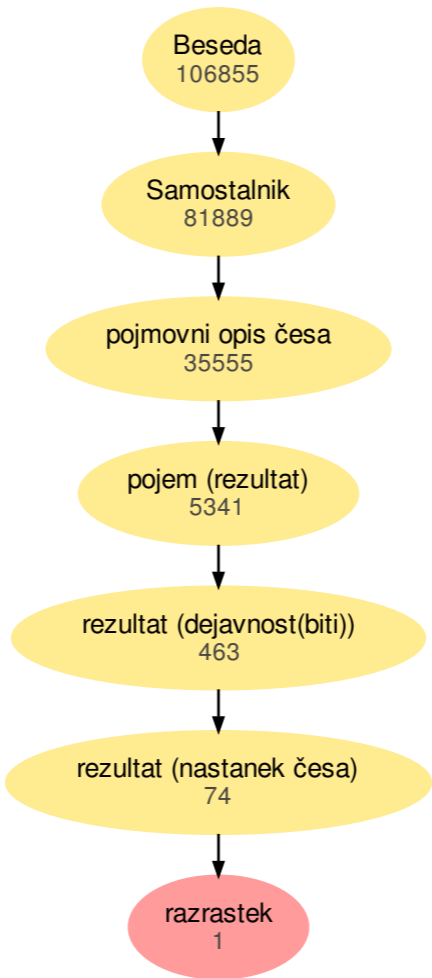 Beseda
106855
Samostalnik
81889
pojmovni opis česa
35555
pojem (rezultat)
5341
rezultat (dejavnost(biti))
463
rezultat (nastanek česa)
74
razrastek
1